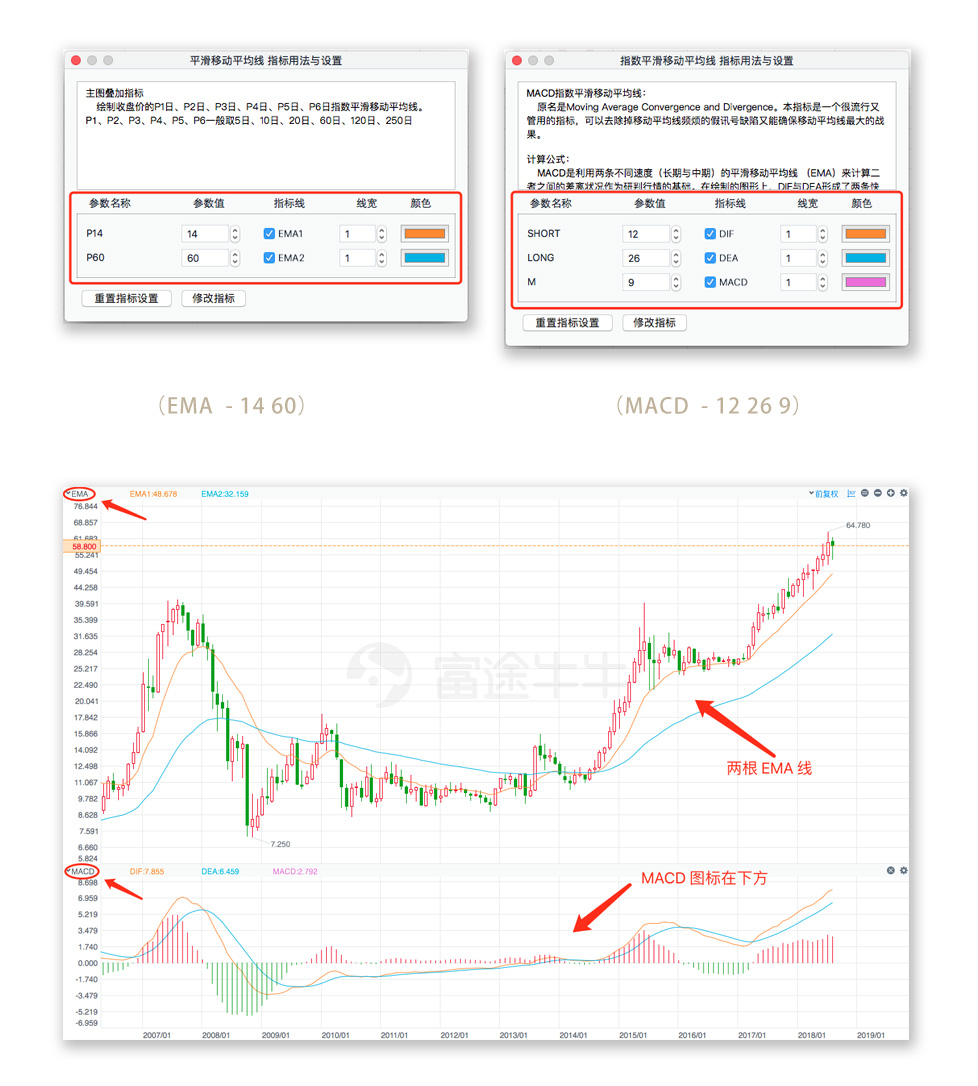 平滑移动平均线 指标用法与设置
主图叠加指标
绘制收盘价的P1日、P2日、P3日、P4日、P5日、P6日指数平滑移动平均线。
P1、P2、P3、P4、P5、P6一般取5日、10日、20日、60日、120日、250日
参数名称 参数值 指标线 线宽 颜色
P14 14 EMA1 1
P60 60 EMA2 1
重置指标设置 修改指标
指数平滑移动平均线 指标用法与设置
MACD指数平滑移动平均线：
原名是Moving Average Convergence and Divergence。本指标是一个很流行又
管用的指标，可以去除掉移动平均线频烦的假讯号缺陷又能确保移动平均线最大的战
果。
计算公式：
MACD是利用两条不同速度（长期与中期）的平滑移动平均线 （EMA）来计算二
者之间的差离状况作为研判行情的基础。在绘制的图形上，DIF与DEA形成了两条快
参数名称 参数值 指标线 线宽 颜色
SHORT 12 DIF 1
LONG 26 DEA 1
M 9 MACD 1
重置指标设置 修改指标
（EMA - 14 60）
（MACD - 12 26 9）
EMA EMA1:48.678 EMA2:32.159 前复权
76.844
68.857
61.683
58.800
55.241
49.454
44.258
39.591
35.399
31.635
28.254
25.217
22.490
20.041
17.842
15.866
14.092
12.498
11.067
9.782
8.628
7.591
6.660
5.824
64.780
富途牛牛
两根 EMA 线
7.250
MACD DIF:7.855 DEA:6.459 MACD:2.792
MACD 图标在下方
8.698
6.959
5.219
3.479
1.740
0.000
-1.740
-3.479
-5.219
-6.959
2007/01 2008/01 2009/01 2010/01 2011/01 2012/01 2013/01 2014/01 2015/01 2016/01 2017/01 2018/01 2019/01